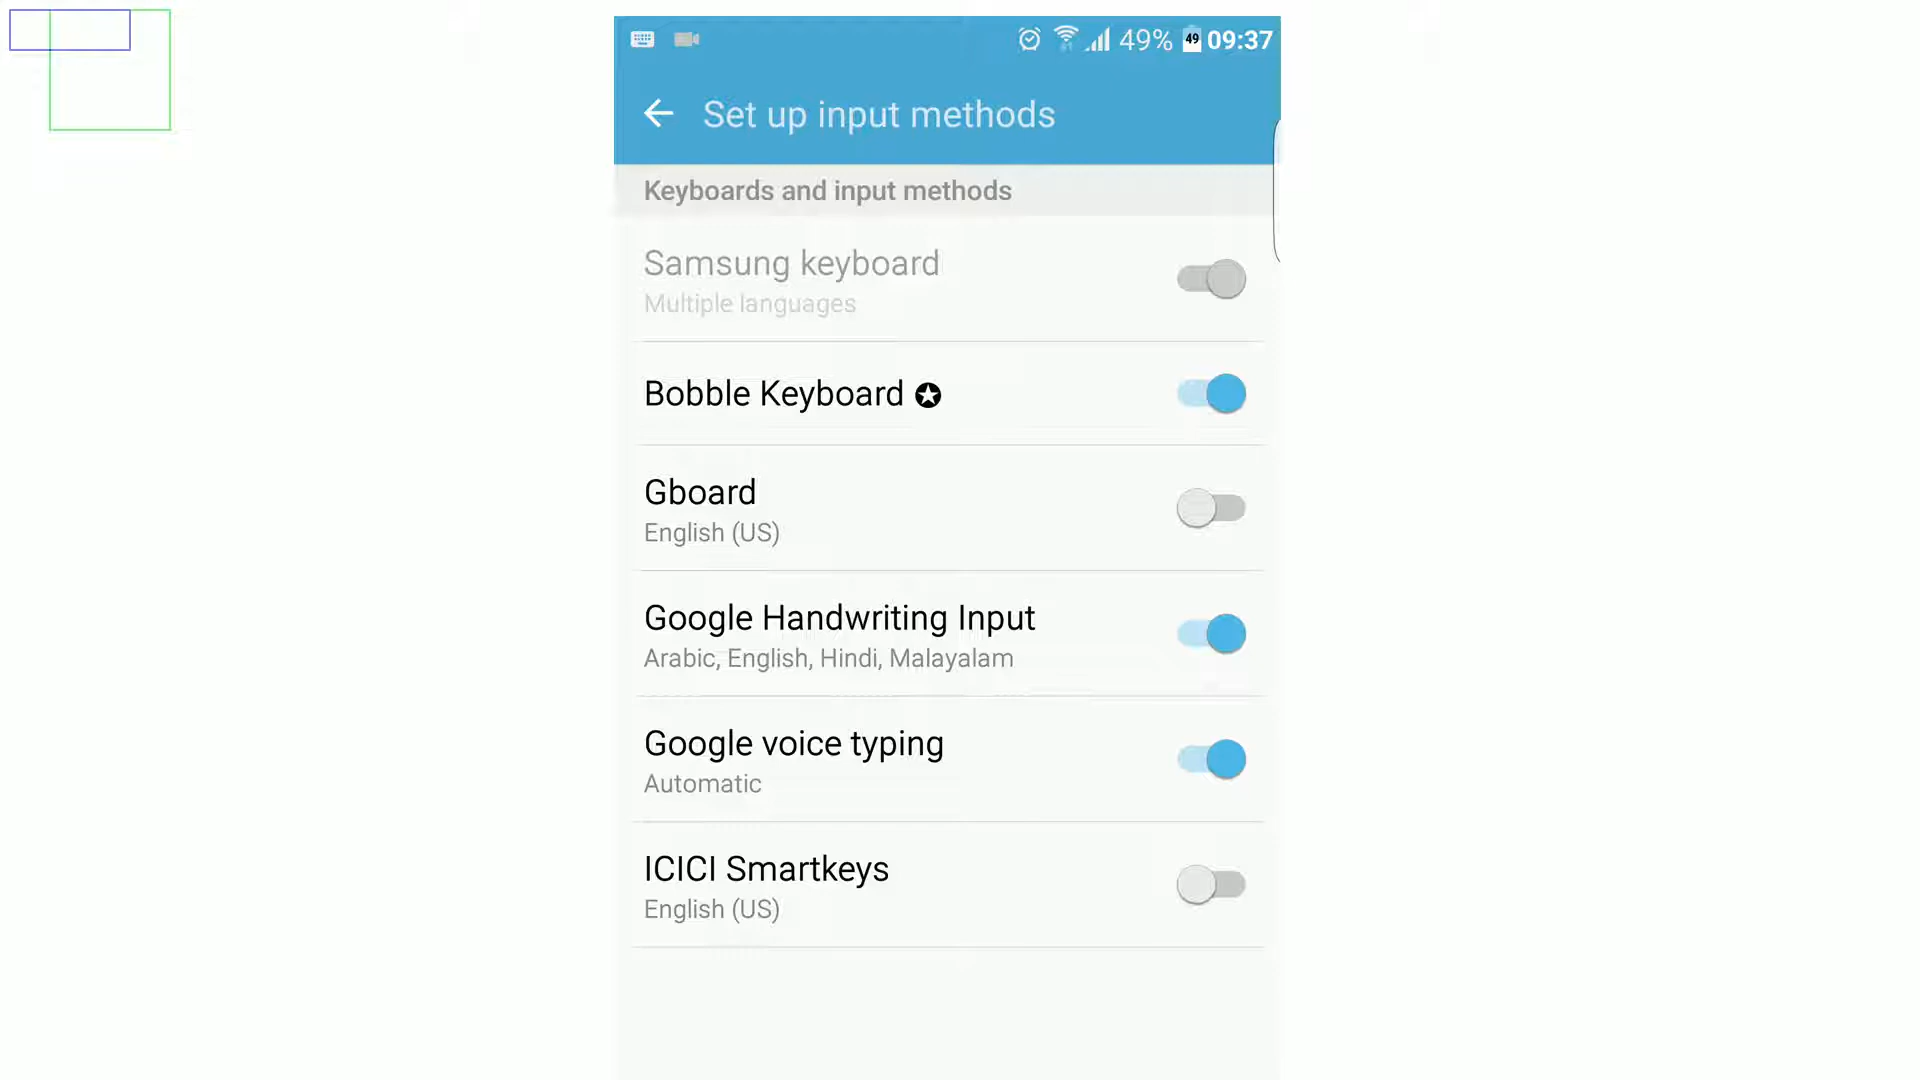 49% 49 09:37
Set up input methods
Keyboards and input methods
Samsung keyboard
Multiple languages
Bobble Keyboard
Gboard
English (US)
Google Handwriting Input
Arabic, English, Hindi, Malayalam
Google voice typing
Automatic
ICICI Smartkeys
English (US)